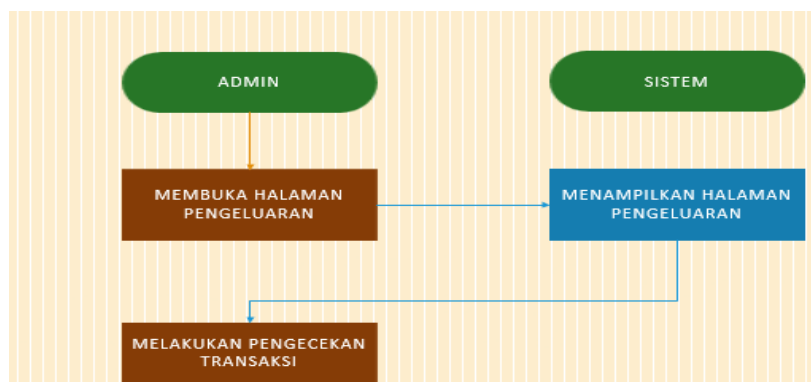 ADMIN
SISTEM
MEMBUKA HALAMAN
PENGELUARAN
MENAMPILKAN HALAMAN
PENGELUARAN
MELAKUKAN PENGECEKAN
TRANSAKSI